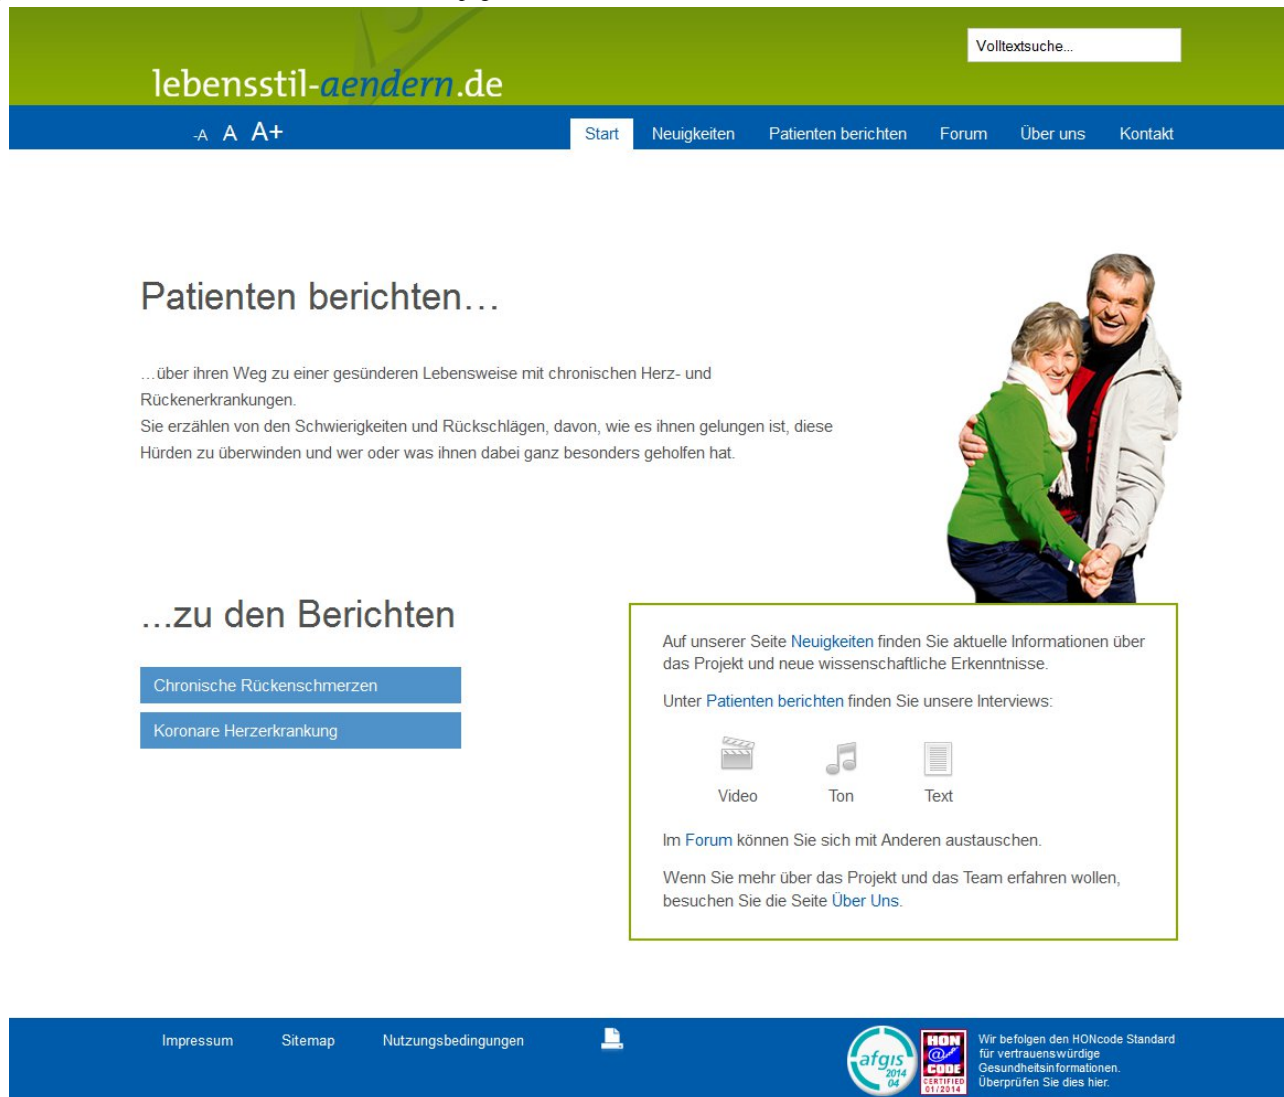 Volltextsuche...
lebensstil-aendern.de
-A A A+
Start Neuigkeiten Patienten berichten Forum Über uns Kontakt
Patienten berichten…
…über ihren Weg zu einer gesünderen Lebensweise mit chronischen Herz- und
Rückenerkrankungen.
Sie erzählen von den Schwierigkeiten und Rückschlägen, davon, wie es ihnen gelungen ist, diese
Hürden zu überwinden und wer oder was ihnen dabei ganz besonders geholfen hat.
…zu den Berichten
Chronische Rückenschmerzen
Koronare Herzerkrankung
Auf unserer Seite Neuigkeiten finden Sie aktuelle Informationen über
das Projekt und neue wissenschaftliche Erkenntnisse.
Unter Patienten berichten finden Sie unsere Interviews:
Video Ton Text
Im Forum können Sie sich mit Anderen austauschen.
Wenn Sie mehr über das Projekt und das Team erfahren wollen,
besuchen Sie die Seite Über Uns.
Impressum Sitemap Nutzungsbedingungen
afgis
2014
04
HON
@
CODE
CERTIFIED
01/2014
Wir befolgen den HONcode Standard
für vertrauenswürdige
Gesundheitsinformationen.
Überprüfen Sie dies hier.